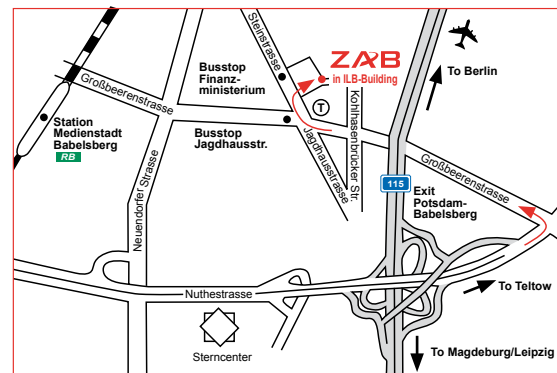 Steinstrasse
ZAB
in ILB-Building
To Berlin
Busstop
Finanz-
ministerium
Großbeerenstrasse
T
Kohlhasenbrücker Str.
Station
Medienstadt
Babelsberg
RB
Busstop
Jagdhausstr.
Jagdhausstrasse
Großbeerenstrasse
Neuendorfer Strasse
115
Exit
Potsdam-
Babelsberg
Nuthestrasse
To Teltow
Sterncenter
To Magdeburg/Leipzig